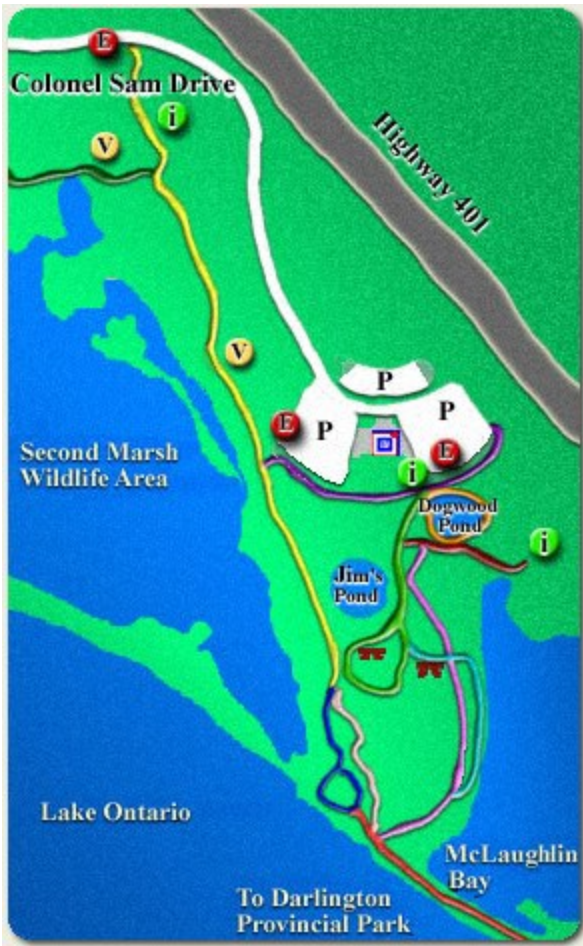 E
Colonel Sam Drive
i
V
Highway 401
V
P
P
E
P
E
Second Marsh
Wildlife Area
i
Dogwood
Pond
i
Jim's
Pond
Lake Ontario
McLaughlin
Bay
To Darlington
Provincial Park